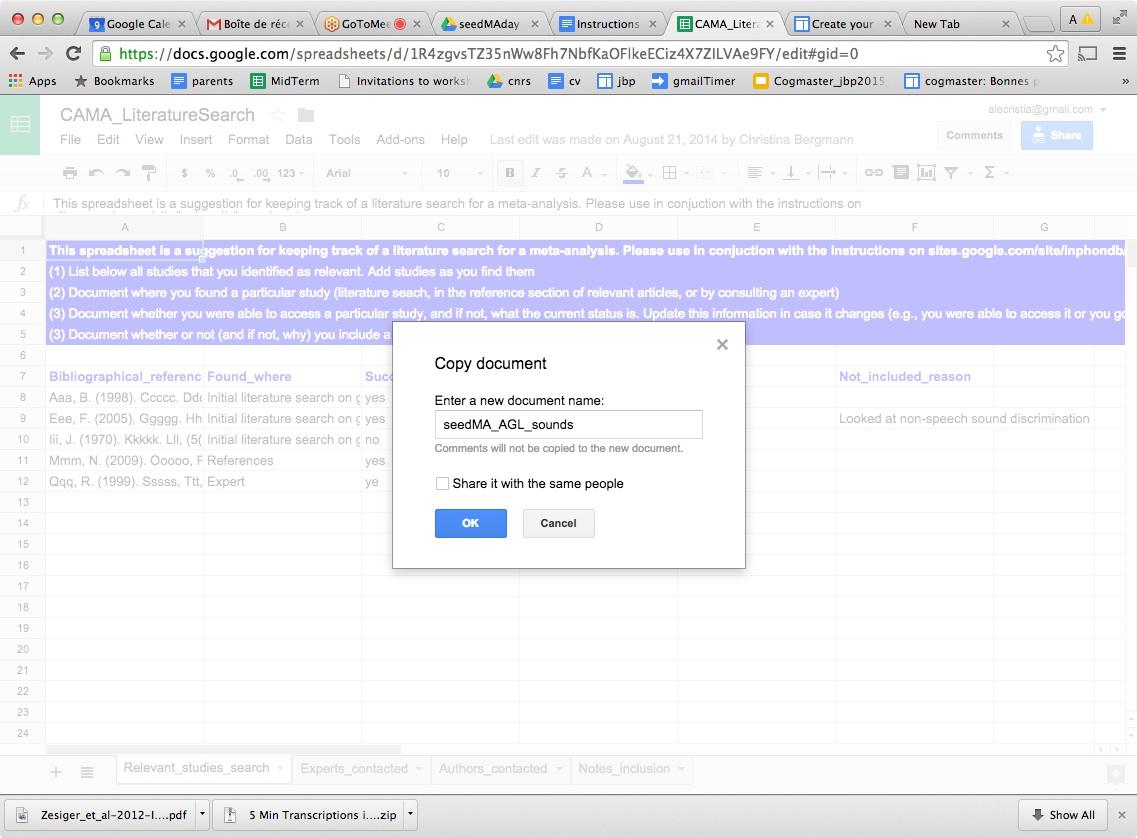 Google Cale
Boîte de réc
GoToMee
seedMAday
Instructions
CAMA_Litera
Create your
New Tab
A
https://docs.google.com/spreadsheets/d/1R4zgvsTZ35nWw8Fh7NbfKaOFlkeECiz4X7ZILVAe9FY/edit#gid=0
Apps Bookmarks parents MidTerm Invitations to worksh cnrs cv jbp gmailTimer Cogmaster_jbp2015 cogmaster: Bonnes p »
CAMA_LiteratureSearch
alecristia@gmail.com
File Edit View Insert Format Data Tools Add-ons Help Last edit was made on August 21, 2014 by Christina Bergmann
Comments Share
$ % .0 .00 123 Arial 10 B I S A Σ
fx This spreadsheet is a suggestion for keeping track of a literature search for a meta-analysis. Please use in conjuction with the instructions on
A B C D E F G
1 This spreadsheet is a suggestion for keeping track of a literature search for a meta-analysis. Please use in conjuction with the instructions on sites.google.com/site/inphondb/
2 (1) List below all studies that you identified as relevant. Add studies as you find them
3 (2) Document where you found a particular study (literature seach, in the reference section of relevant articles, or by consulting an expert)
4 (3) Document whether you were able to access a particular study, and if not, what the current status is. Update this information in case it changes (e.g., you were able to access it or you go
5 (3) Document whether or not (and if not, why) you include a
6
7 Bibliographical_referenc Found_where Succ Not_included_reason
8 Aaa, B. (1998). Ccccc. Ddd Initial literature search on g yes
9 Eee, F. (2005). Ggggg. Hh Initial literature search on g yes Looked at non-speech sound discrimination
10 Iii, J. (1970). Kkkkk. Lll, (5( Initial literature search on g no
11 Mmm, N. (2009). Ooooo, F References yes
12 Qqq, R. (1999). Sssss, Ttt, Expert ye
13
14
15
16
17
18
19
20
21
22
23
24
Copy document
Enter a new document name:
seedMA_AGL_sounds
Comments will not be copied to the new document.
Share it with the same people
OK Cancel
Relevant_studies_search Experts_contacted Authors_contacted Notes_inclusion
Zesiger_et_al-2012-I....pdf 5 Min Transcriptions i....zip Show All